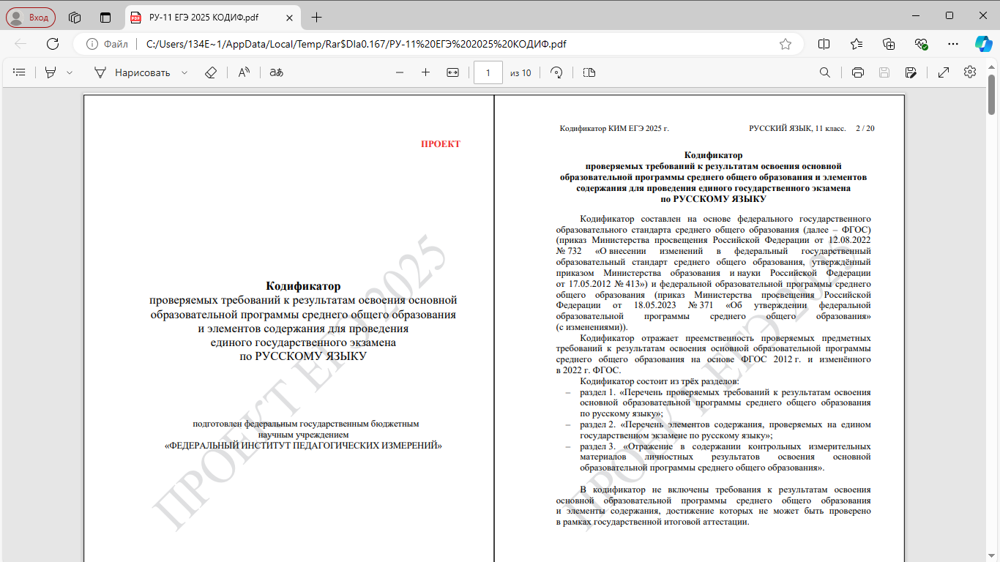 Вход
РУ-11 ЕГЭ 2025 КОДИФ.pdf
Файл
C:/Users/134E~1/AppData/Local/Temp/Rar$DIa0.167/РУ-11%20ЕГЭ%202025%20КОДИФ.pdf
Нарисовать
1
из 10
ПРОЕКТ
Кодификатор
проверяемых требований к результатам освоения основной
образовательной программы среднего общего образования
и элементов содержания для проведения
единого государственного экзамена
по РУССКОМУ ЯЗЫКУ
подготовлен федеральным государственным бюджетным
научным учреждением
«ФЕДЕРАЛЬНЫЙ ИНСТИТУТ ПЕДАГОГИЧЕСКИХ ИЗМЕРЕНИЙ»
ПРОЕКТ ЕГЭ 2025
Кодификатор КИМ ЕГЭ 2025 г. РУССКИЙ ЯЗЫК, 11 класс. 2 / 20
Кодификатор
проверяемых требований к результатам освоения основной
образовательной программы среднего общего образования и элементов
содержания для проведения единого государственного экзамена
по РУССКОМУ ЯЗЫКУ
Кодификатор составлен на основе федерального государственного
образовательного стандарта среднего общего образования (далее – ФГОС)
(приказ Министерства просвещения Российской Федерации от 12.08.2022
№ 732 «О внесении изменений в федеральный государственный
образовательный стандарт среднего общего образования, утверждённый
приказом Министерства образования и науки Российской Федерации
от 17.05.2012 № 413») и федеральной образовательной программы среднего
общего образования (приказ Министерства просвещения Российской
Федерации от 18.05.2023 № 371 «Об утверждении федеральной
образовательной программы среднего общего образования»
(с изменениями)).
Кодификатор отражает преемственность проверяемых предметных
требований к результатам освоения основной образовательной программы
среднего общего образования на основе ФГОС 2012 г. и изменённого
в 2022 г. ФГОС.
Кодификатор состоит из трёх разделов:
– раздел 1. «Перечень проверяемых требований к результатам освоения
основной образовательной программы среднего общего образования
по русскому языку»;
– раздел 2. «Перечень элементов содержания, проверяемых на едином
государственном экзамене по русскому языку»;
– раздел 3. «Отражение в содержании контрольных измерительных
материалов личностных результатов освоения основной
образовательной программы среднего общего образования».
В кодификатор не включены требования к результатам освоения
основной образовательной программы среднего общего образования
и элементы содержания, достижение которых не может быть проверено
в рамках государственной итоговой аттестации.
ПРОЕКТ ЕГЭ 2025